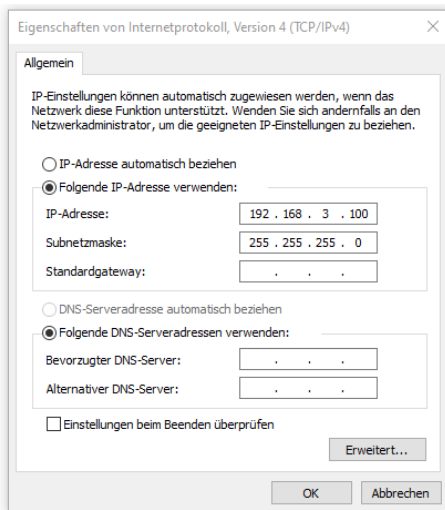 Eigenschaften von Internetprotokoll, Version 4 (TCP/IPv4)
Allgemein
IP-Einstellungen können automatisch zugewiesen werden, wenn das
Netzwerk diese Funktion unterstützt. Wenden Sie sich andernfalls an den
Netzwerkadministrator, um die geeigneten IP-Einstellungen zu beziehen.
IP-Adresse automatisch beziehen
Folgende IP-Adresse verwenden:
IP-Adresse: 192 . 168 . 3 . 100
Subnetzmaske: 255 . 255 . 255 . 0
Standardgateway: . . .
DNS-Serveradresse automatisch beziehen
Folgende DNS-Serveradressen verwenden:
Bevorzugter DNS-Server: . . .
Alternativer DNS-Server: . . .
Einstellungen beim Beenden überprüfen
Erweitert...
OK Abbrechen